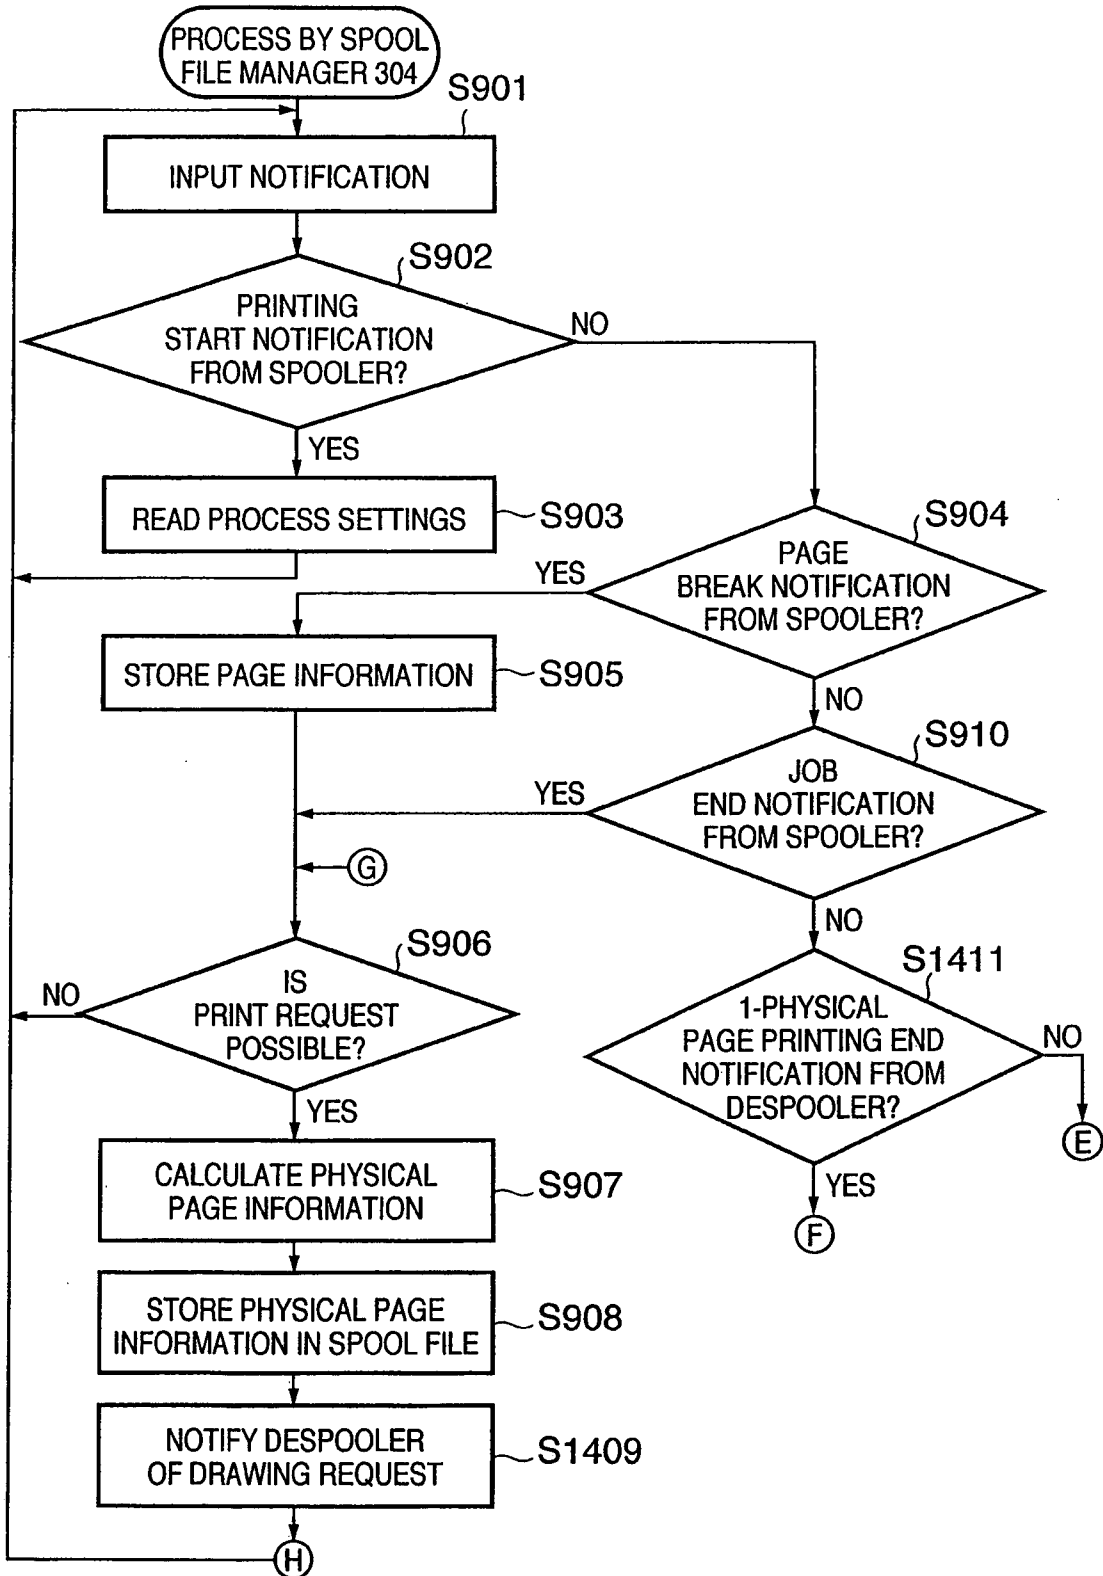 PROCESS BY SPOOL
FILE MANAGER 304
S901
INPUT NOTIFICATION
S902
PRINTING
START NOTIFICATION
FROM SPOOLER?
NO
YES
READ PROCESS SETTINGS
S903
S904
PAGE
BREAK NOTIFICATION
FROM SPOOLER?
YES
NO
STORE PAGE INFORMATION
S905
S910
JOB
END NOTIFICATION
FROM SPOOLER?
YES
NO
G
S906
IS
PRINT REQUEST
POSSIBLE?
NO
YES
S1411
1-PHYSICAL
PAGE PRINTING END
NOTIFICATION FROM
DESPOOLER?
NO
E
YES
F
CALCULATE PHYSICAL
PAGE INFORMATION
S907
STORE PHYSICAL PAGE
INFORMATION IN SPOOL FILE
S908
NOTIFY DESPOOLER
OF DRAWING REQUEST
S1409
H